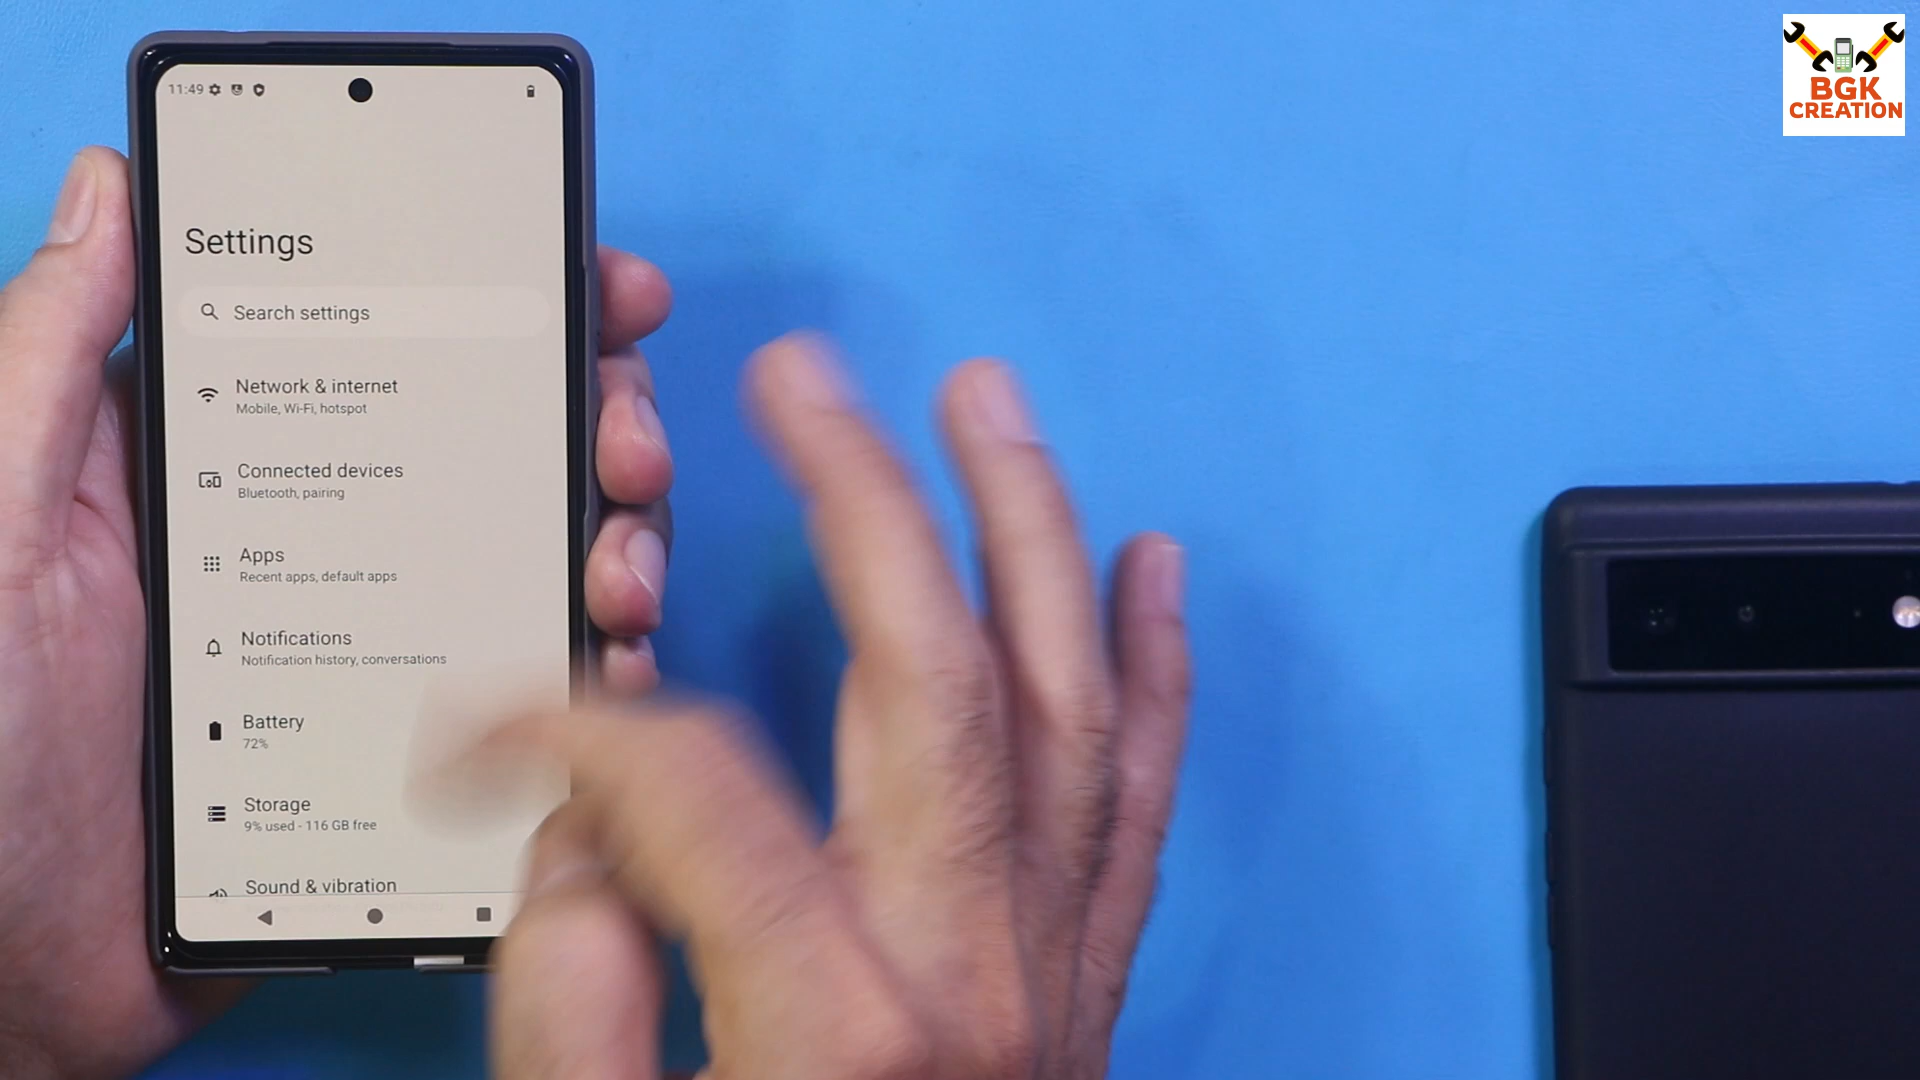 11:49
Settings
Search settings
Network & internet
Mobile, Wi-Fi, hotspot
Connected devices
Bluetooth, pairing
Apps
Recent apps, default apps
Notifications
Notification history, conversations
Battery
72%
Storage
9% used - 116 GB free
Sound & vibration
BGK
CREATION